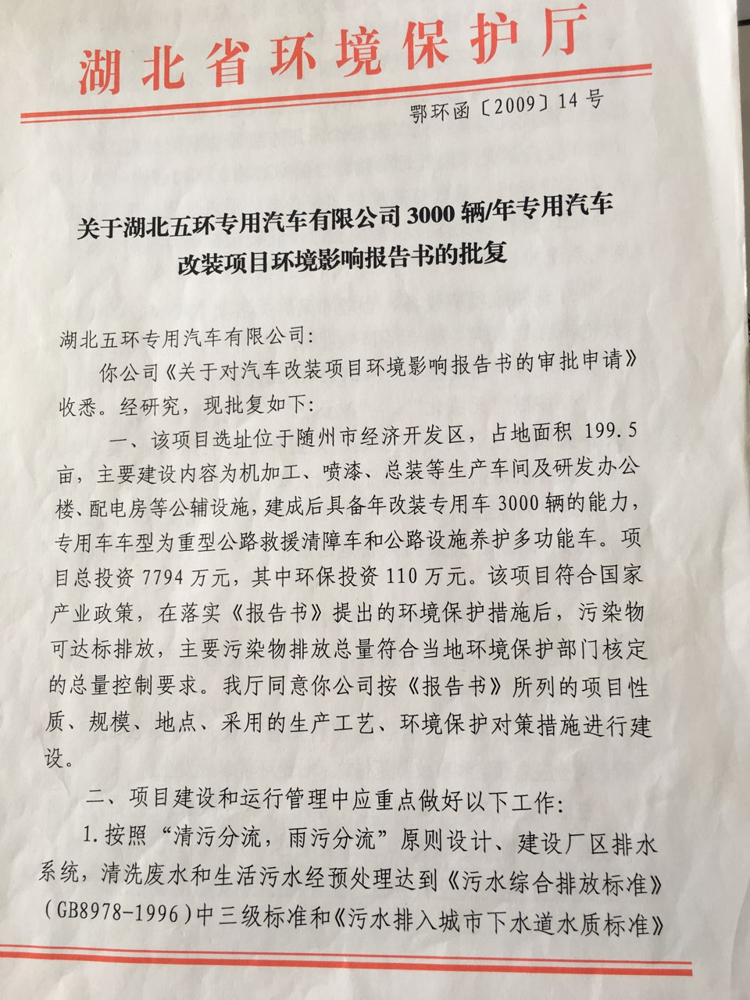 湖北省环境保护厅
鄂环函〔2009〕14号
关于湖北五环专用汽车有限公司3000辆/年专用汽车
改装项目环境影响报告书的批复
湖北五环专用汽车有限公司：
你公司《关于对汽车改装项目环境影响报告书的审批申请》
收悉。经研究，现批复如下：
一、该项目选址位于随州市经济开发区，占地面积 199.5
亩，主要建设内容为机加工、喷漆、总装等生产车间及研发办公
楼、配电房等公辅设施，建成后具备年改装专用车 3000 辆的能力，
专用车车型为重型公路救援清障车和公路设施养护多功能车。项
目总投资 7794 万元，其中环保投资 110 万元。该项目符合国家
产业政策，在落实《报告书》提出的环境保护措施后，污染物
可达标排放，主要污染物排放总量符合当地环境保护部门核定
的总量控制要求。我厅同意你公司按《报告书》所列的项目性
质、规模、地点、采用的生产工艺、环境保护对策措施进行建
设。
二、项目建设和运行管理中应重点做好以下工作：
1.按照“清污分流，雨污分流”原则设计、建设厂区排水
系统，清洗废水和生活污水经预处理达到《污水综合排放标准》
（GB8978-1996）中三级标准和《污水排入城市下水道水质标准》